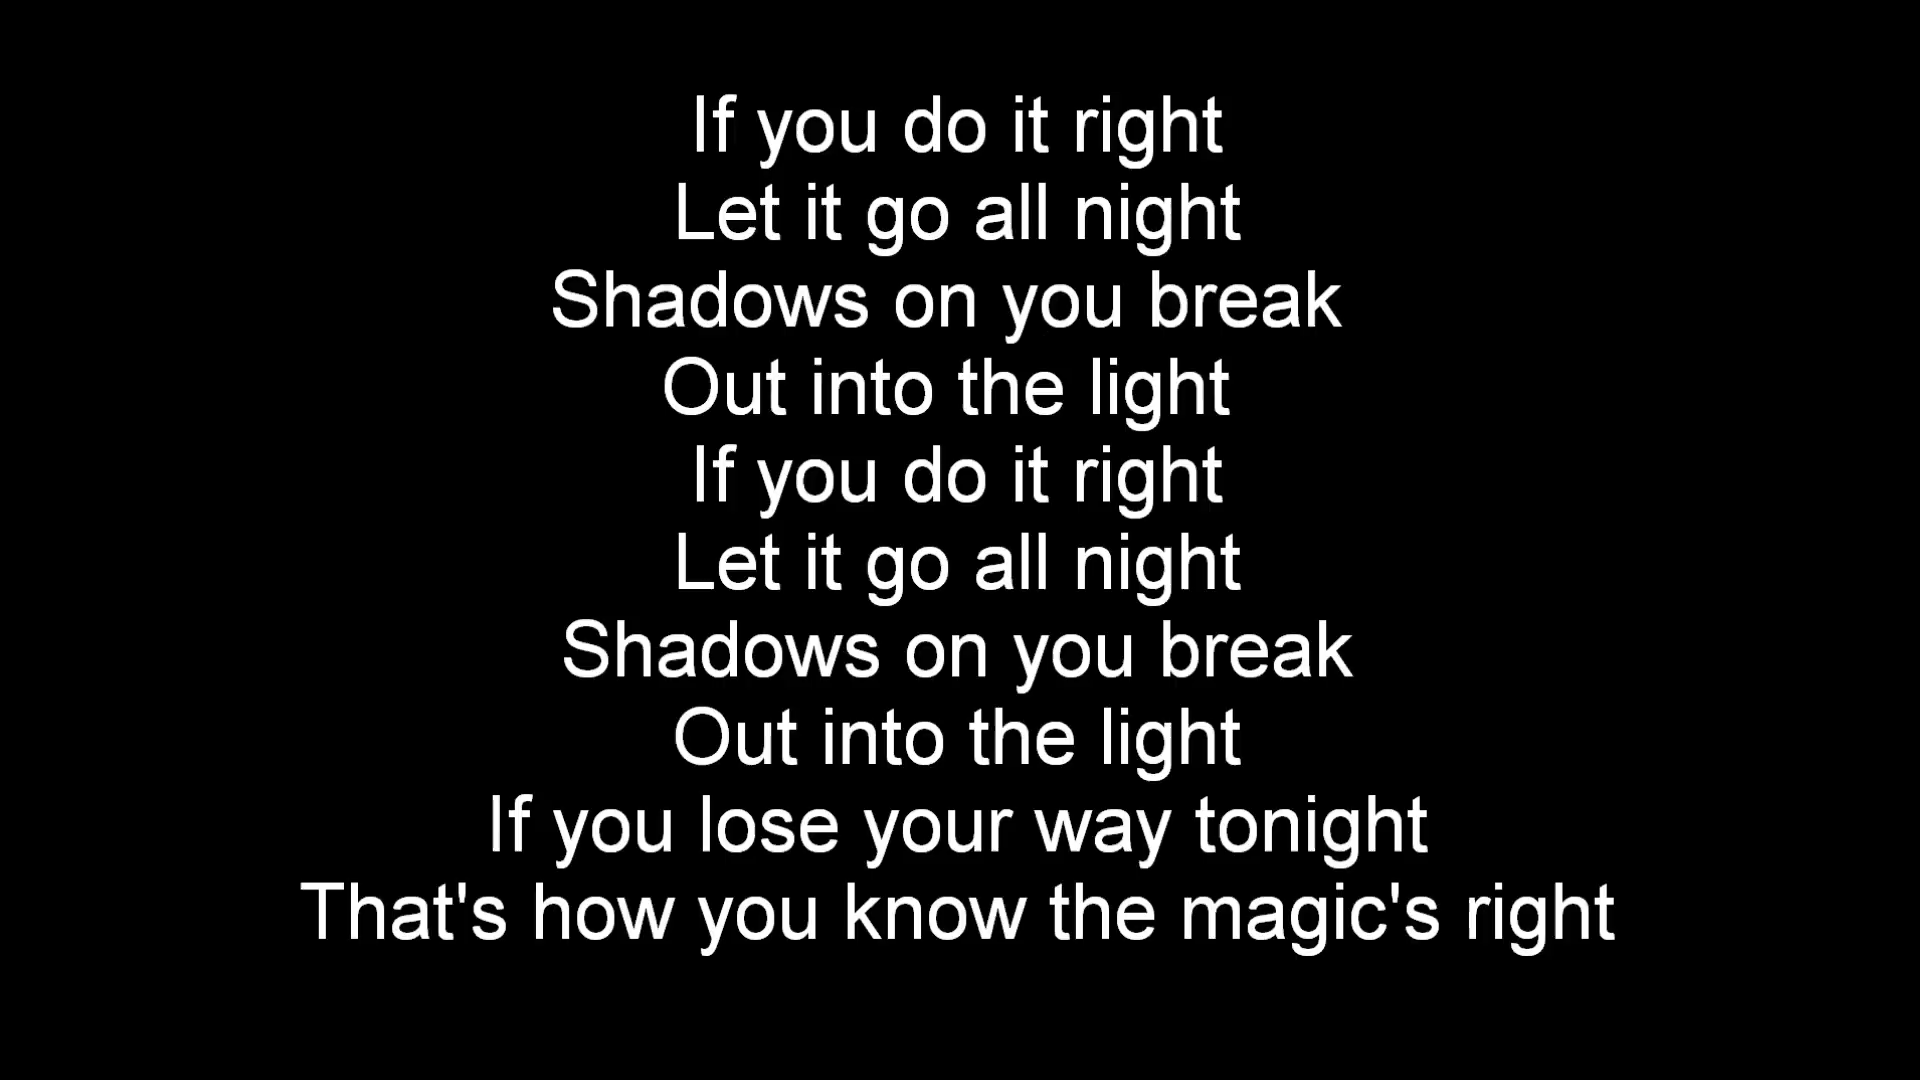 If you do it right
Let it go all night
Shadows on you break
Out into the light
If you do it right
Let it go all night
Shadows on you break
Out into the light
If you lose your way tonight
That's how you know the magic's right